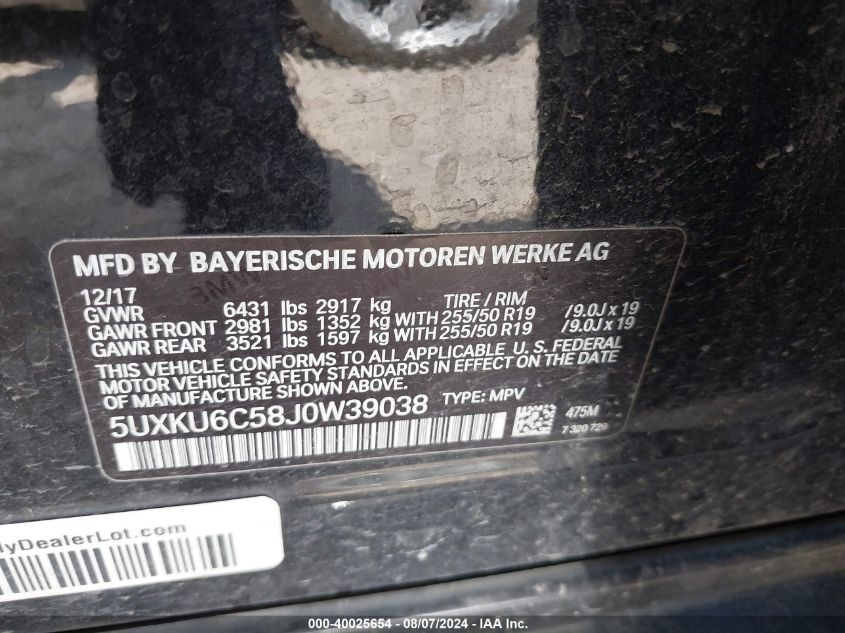 MFD BY BAYERISCHE MOTOREN WERKE AG
12/17
GVWR 6431 lbs 2917 kg TIRE / RIM
GAWR FRONT 2981 lbs 1352 kg WITH 255/50 R19 /9.0J x 19
GAWR REAR 3521 lbs 1597 kg WITH 255/50 R19 /9.0J x 19
THIS VEHICLE CONFORMS TO ALL APPLICABLE U.S. FEDERAL
MOTOR VEHICLE SAFETY STANDARDS IN EFFECT ON THE DATE
OF MANUFACTURE SHOWN ABOVE.
5UXKU6C58J0W39038 TYPE: MPV
475M
7 320 729
MyDealerLot.com
000-40025654 - 08/07/2024 - IAA Inc.